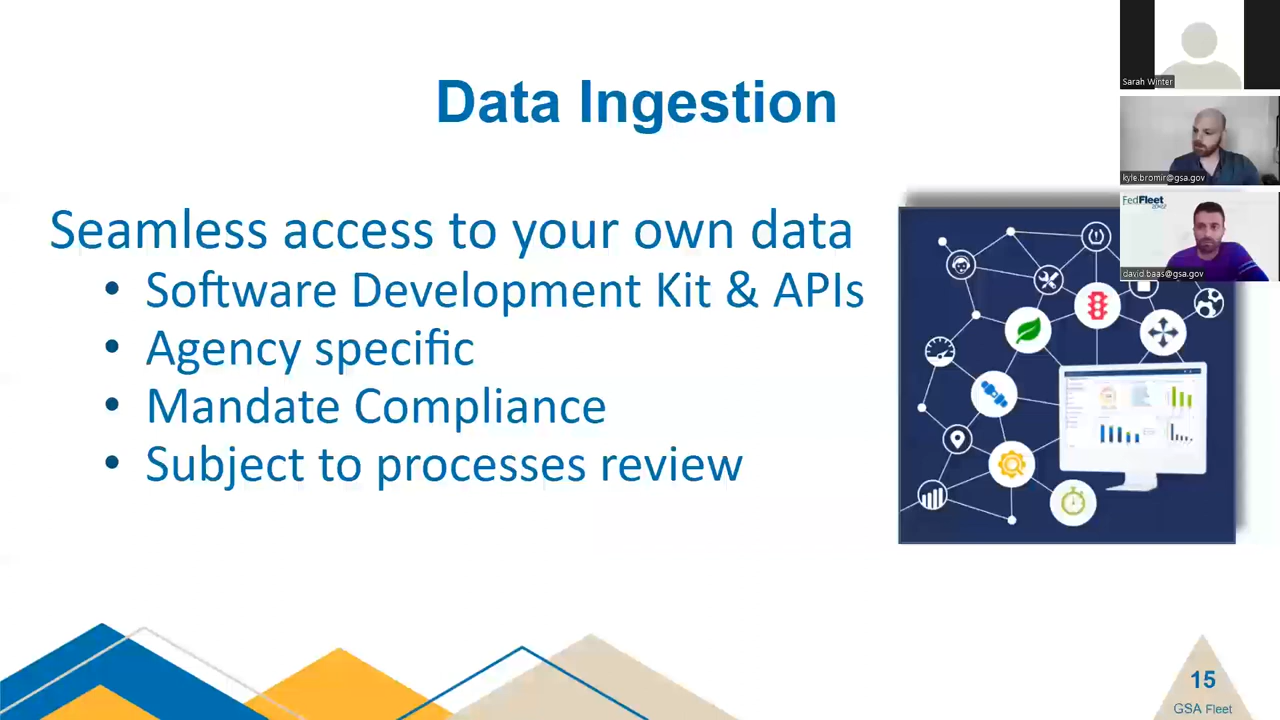 Data Ingestion
Seamless access to your own data
• Software Development Kit & APIs
• Agency specific
• Mandate Compliance
• Subject to processes review
Sarah Winter
kyle.bromir@gsa.gov
FedFleet
david.baas@gsa.gov
15
GSA Fleet